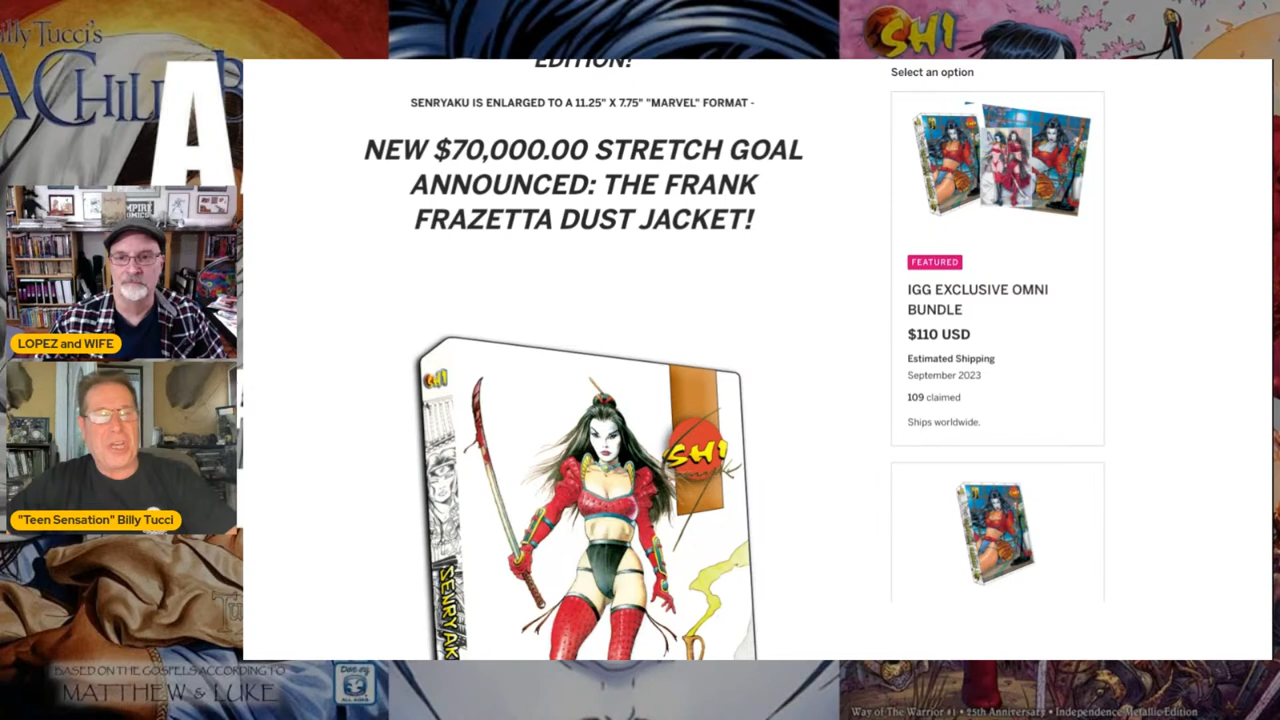 illy Tucci's
A CHILD
A
SHI
EDITION!
SENRYAKU IS ENLARGED TO A 11.25" X 7.75" "MARVEL" FORMAT -
NEW $70,000.00 STRETCH GOAL
ANNOUNCED: THE FRANK
FRAZETTA DUST JACKET!
SHI
SHI
SENRYAK
Select an option
FEATURED
IGG EXCLUSIVE OMNI
BUNDLE
$110 USD
Estimated Shipping
September 2023
109 claimed
Ships worldwide.
LOPEZ and WIFE
"Teen Sensation" Billy Tucci
BASED ON THE GOSPELS ACCORDING TO
MATTHEW & LUKE
ALL AGES
Way of The Warrior #1 • 25th Anniversary • Independence Metallic Edition